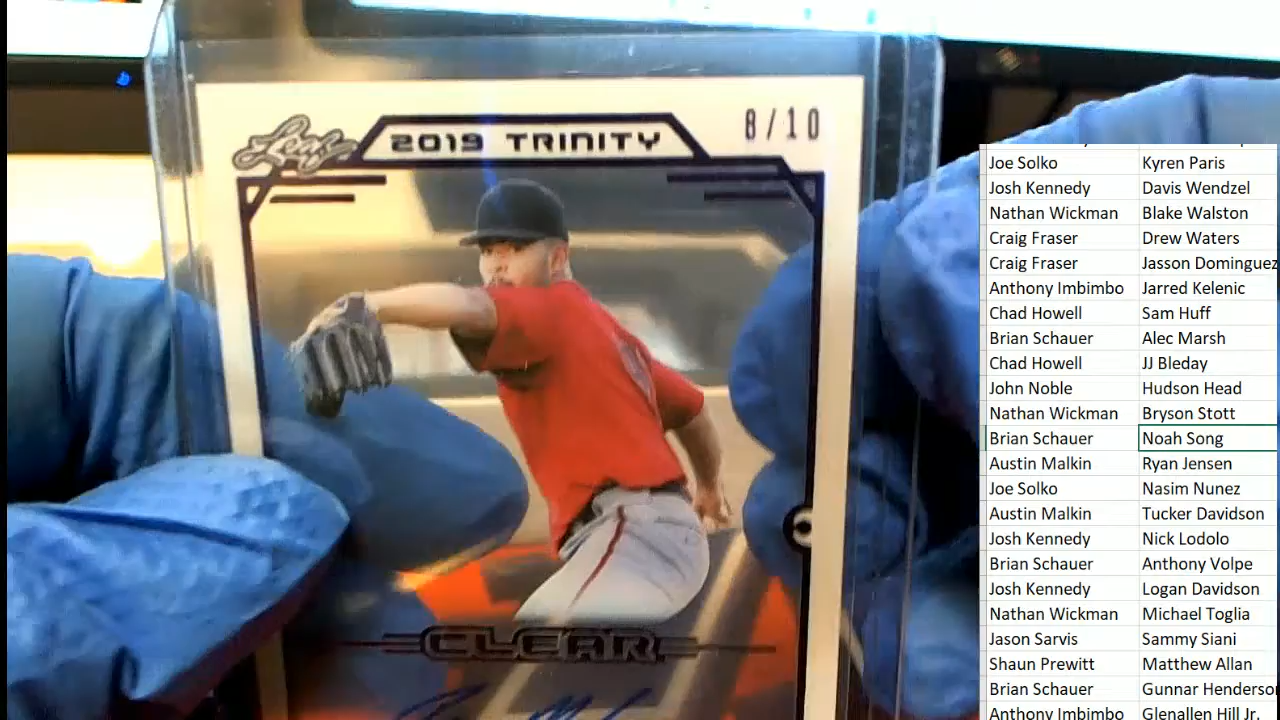 Leaf
2019 TRINITY
8/10
CLEAR
Joe Solko Kyren Paris
Josh Kennedy Davis Wendzel
Nathan Wickman Blake Walston
Craig Fraser Drew Waters
Craig Fraser Jasson Dominguez
Anthony Imbimbo Jarred Kelenic
Chad Howell Sam Huff
Brian Schauer Alec Marsh
Chad Howell JJ Bleday
John Noble Hudson Head
Nathan Wickman Bryson Stott
Brian Schauer Noah Song
Austin Malkin Ryan Jensen
Joe Solko Nasim Nunez
Austin Malkin Tucker Davidson
Josh Kennedy Nick Lodolo
Brian Schauer Anthony Volpe
Josh Kennedy Logan Davidson
Nathan Wickman Michael Toglia
Jason Sarvis Sammy Siani
Shaun Prewitt Matthew Allan
Brian Schauer Gunnar Henderso
Anthony Imbimbo Glenallen Hill Jr.